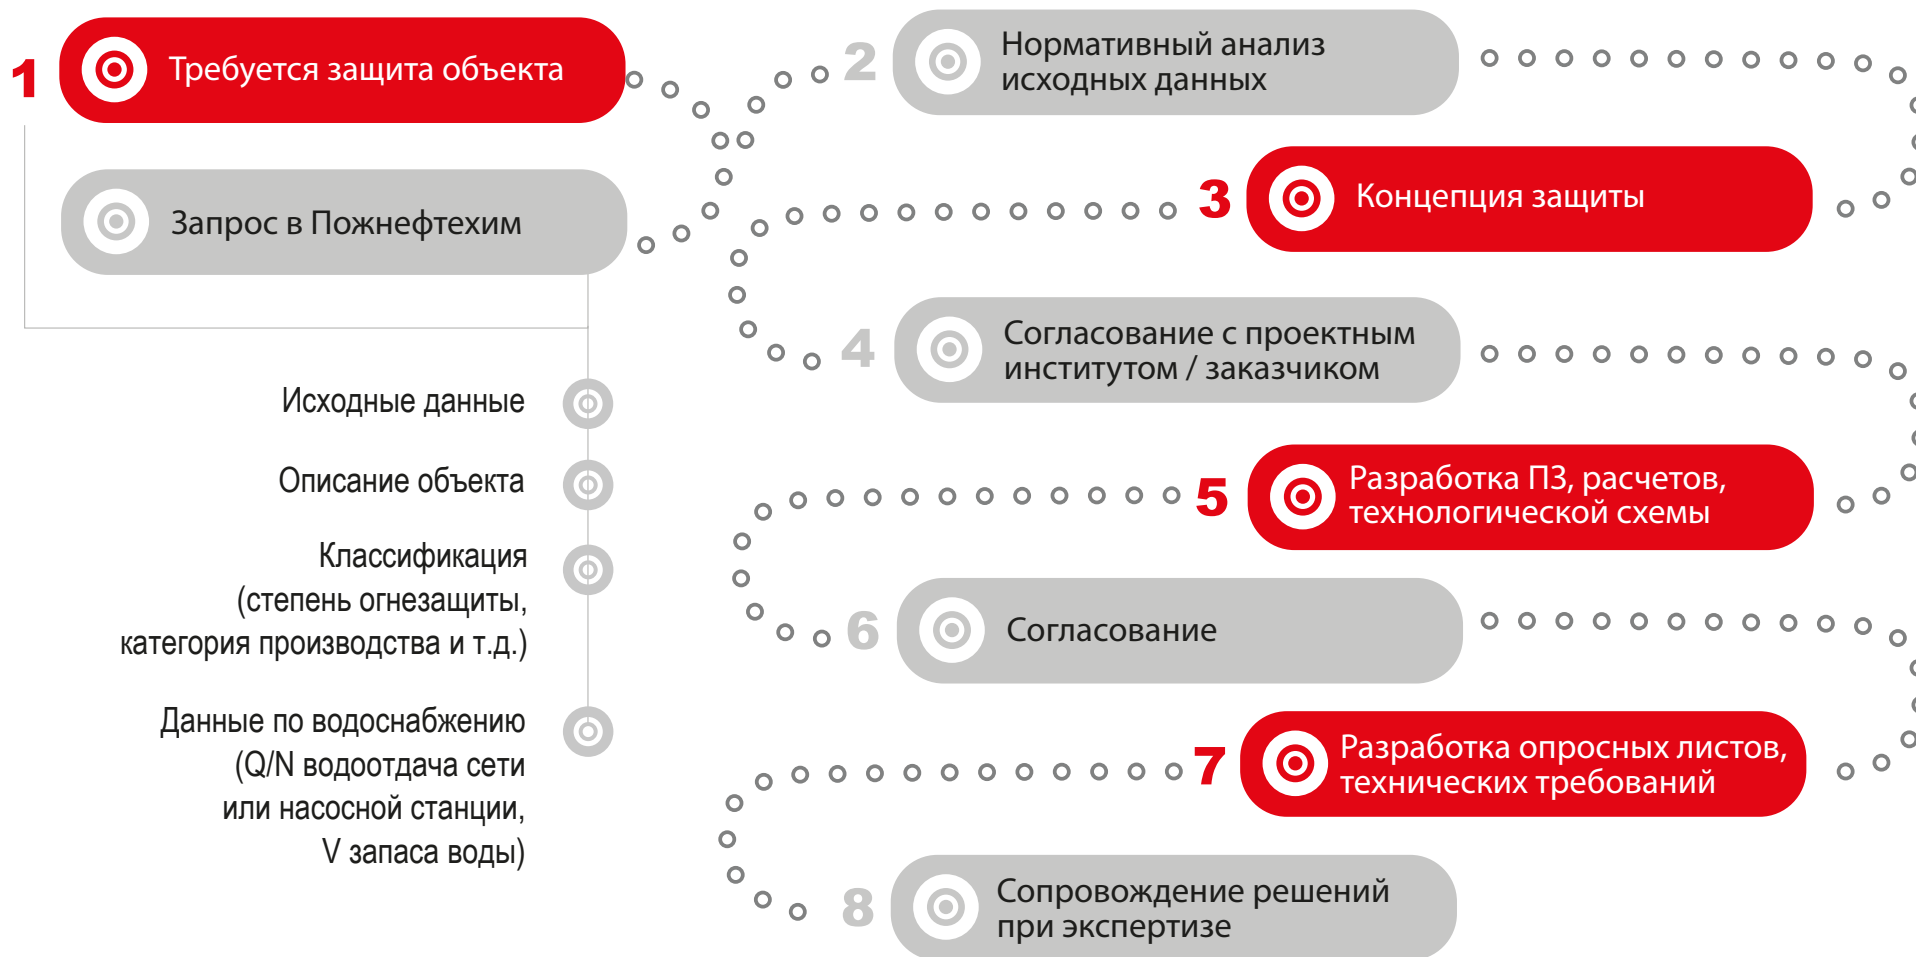 1
Требуется защита объекта
Запрос в Пожнефтехим
Исходные данные
Описание объекта
Классификация
(степень огнезащиты,
категория производства и т.д.)
Данные по водоснабжению
(Q/N водоотдача сети
или насосной станции,
V запаса воды)
2
Нормативный анализ
исходных данных
3
Концепция защиты
4
Согласование с проектным
институтом / заказчиком
5
Разработка ПЗ, расчетов,
технологической схемы
6
Согласование
7
Разработка опросных листов,
технических требований
8
Сопровождение решений
при экспертизе